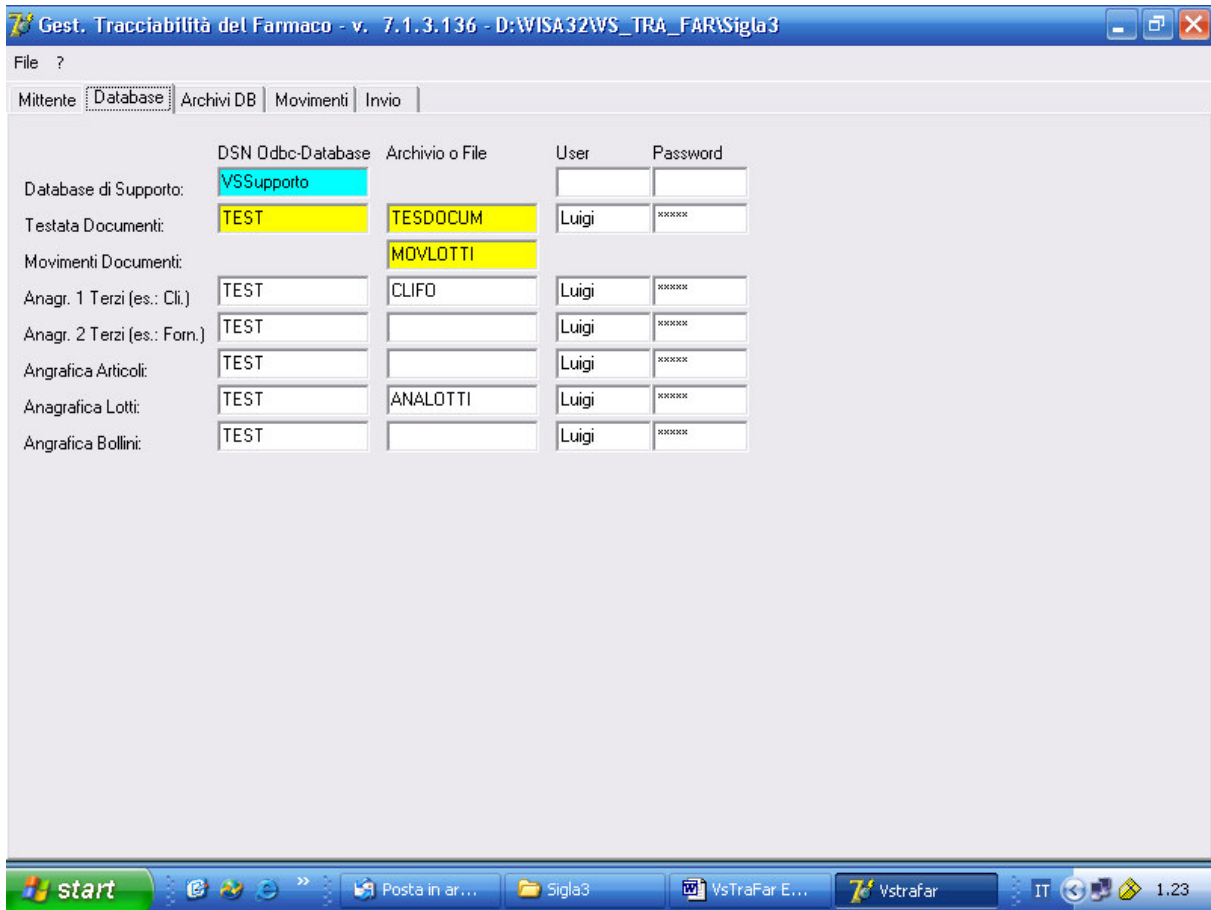 Gest. Tracciabilità del Farmaco - v. 7.1.3.136 - D:\VISA32\VS_TRA_FAR\Sigla3
File ?
Mittente Database Archivi DB Movimenti Invio
DSN Odbc-Database Archivio o File User Password
Database di Supporto: VSSupporto
Testata Documenti: TEST TESDOCUM Luigi *****
Movimenti Documenti: MOVLOTTI
Anagr. 1 Terzi (es.: Cli.) TEST CLIFO Luigi *****
Anagr. 2 Terzi (es.: Forn.) TEST Luigi *****
Angrafica Articoli: TEST Luigi *****
Anagrafica Lotti: TEST ANALOTTI Luigi *****
Angrafica Bollini: TEST Luigi *****
start » Posta in ar... Sigla3 VsTraFar E... Vstrafar IT 1.23